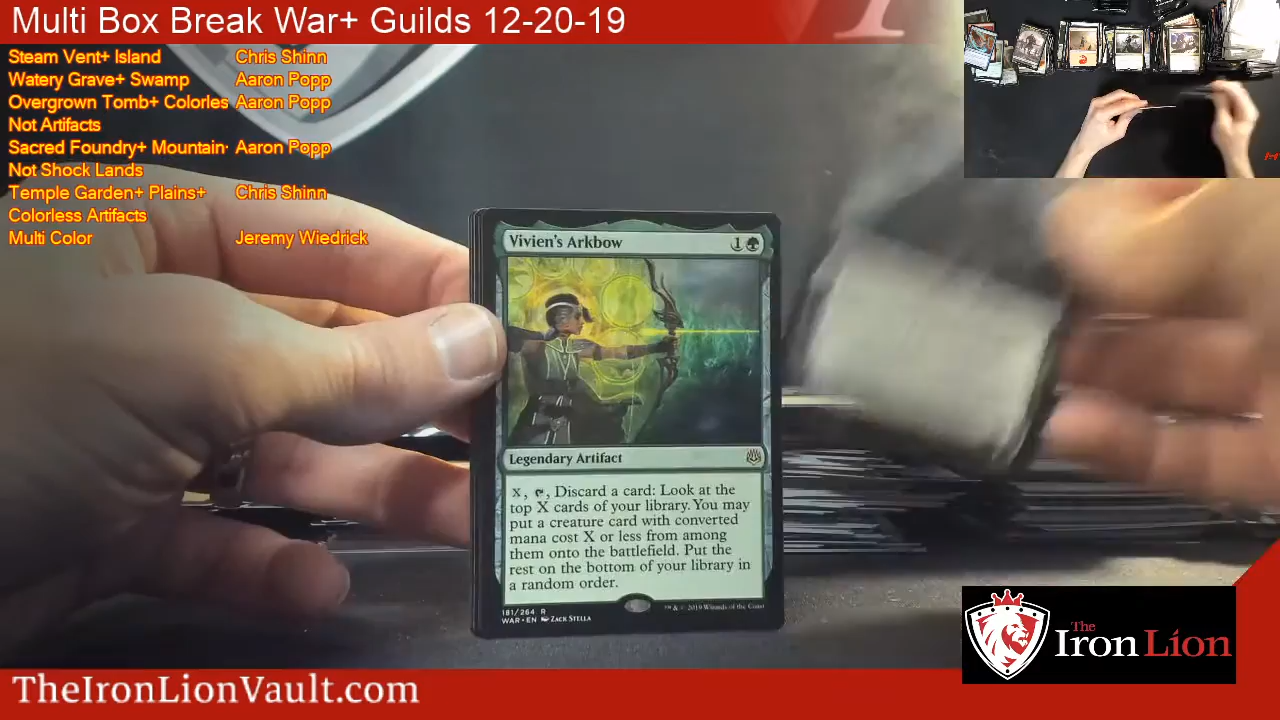 Multi Box Break War+ Guilds 12-20-19
Steam Vent+ Island Chris Shinn
Watery Grave+ Swamp Aaron Popp
Overgrown Tomb+ Colorles Aaron Popp
Not Artifacts
Sacred Foundry+ Mountain Aaron Popp
Not Shock Lands
Temple Garden+ Plains+ Chris Shinn
Colorless Artifacts
Multi Color Jeremy Wiedrick
Vivien's Arkbow 1
Legendary Artifact
X, , Discard a card: Look at the
top X cards of your library. You may
put a creature card with converted
mana cost X or less from among
them onto the battlefield. Put the
rest on the bottom of your library in
a random order.
181/264 R
WAR • EN Zack Stella
™ & © 2019 Wizards of the Coast
The
Iron Lion
TheIronLionVault.com